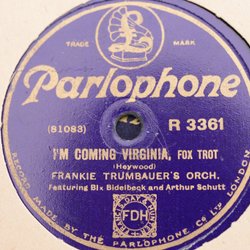 TRADE MARK
Parlophone
(81083) R 3361
I'M COMING VIRGINIA, FOX TROT
(Heywood)
FRANKIE TRUMBAUER'S ORCH.
Featuring Bix Bidelbeck and Arthur Schutt
FDH
MADE BY THE PARLOPHONE Co LTD LONDON